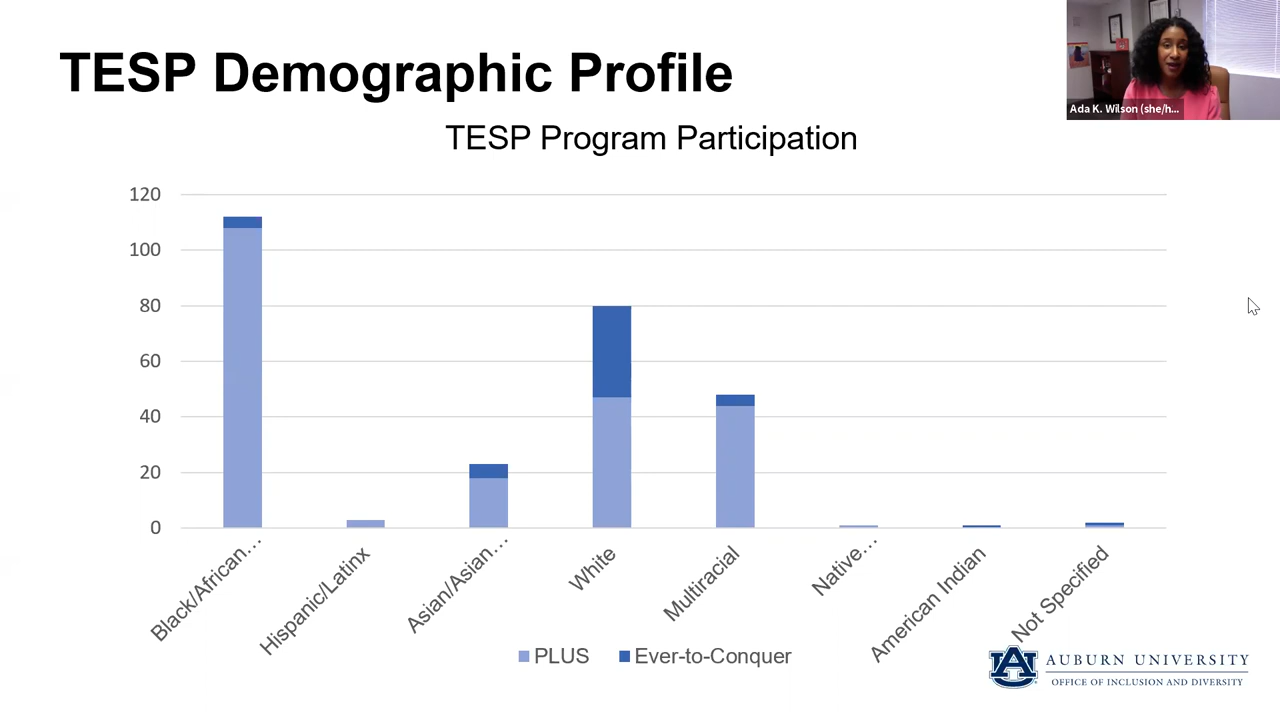 TESP Demographic Profile
Ada K. Wilson (she/h...
TESP Program Participation
120
100
80
60
40
20
0
Black/African...
Hispanic/Latinx
Asian/Asian...
White
Multiracial
Native...
American Indian
Not Specified
PLUS
Ever-to-Conquer
AUBURN UNIVERSITY
OFFICE OF INCLUSION AND DIVERSITY